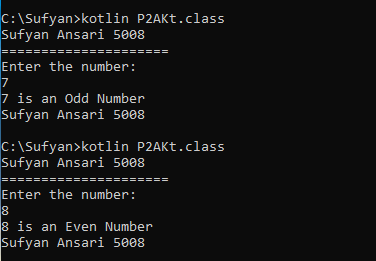 C:\Sufyan>kotlin P2AKt.class
Sufyan Ansari 5008
=====================
Enter the number:
7
7 is an Odd Number
Sufyan Ansari 5008
C:\Sufyan>kotlin P2AKt.class
Sufyan Ansari 5008
=====================
Enter the number:
8
8 is an Even Number
Sufyan Ansari 5008